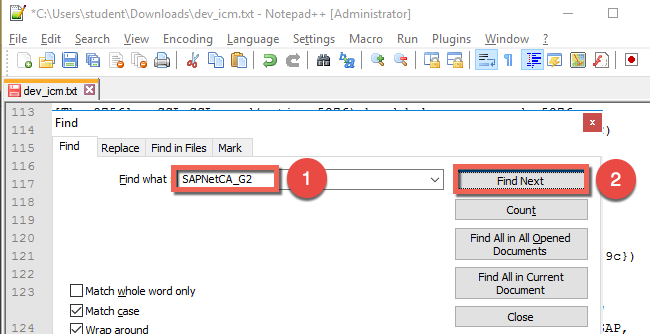 *C:\Users\student\Downloads\dev_icm.txt - Notepad++ [Administrator]
File Edit Search View Encoding Language Settings Macro Run Plugins Window ?
dev_icm.txt
113
Find
114
Find Replace Find in Files Mark
115
116
Find what : SAPNetCA_G2 1 Find Next 2
117
118
Count
119
120
Find All in All Opened Documents
121 9c})
122
Find All in Current Document
123
Match whole word only
Match case
Close
124 SAP,
Wrap around